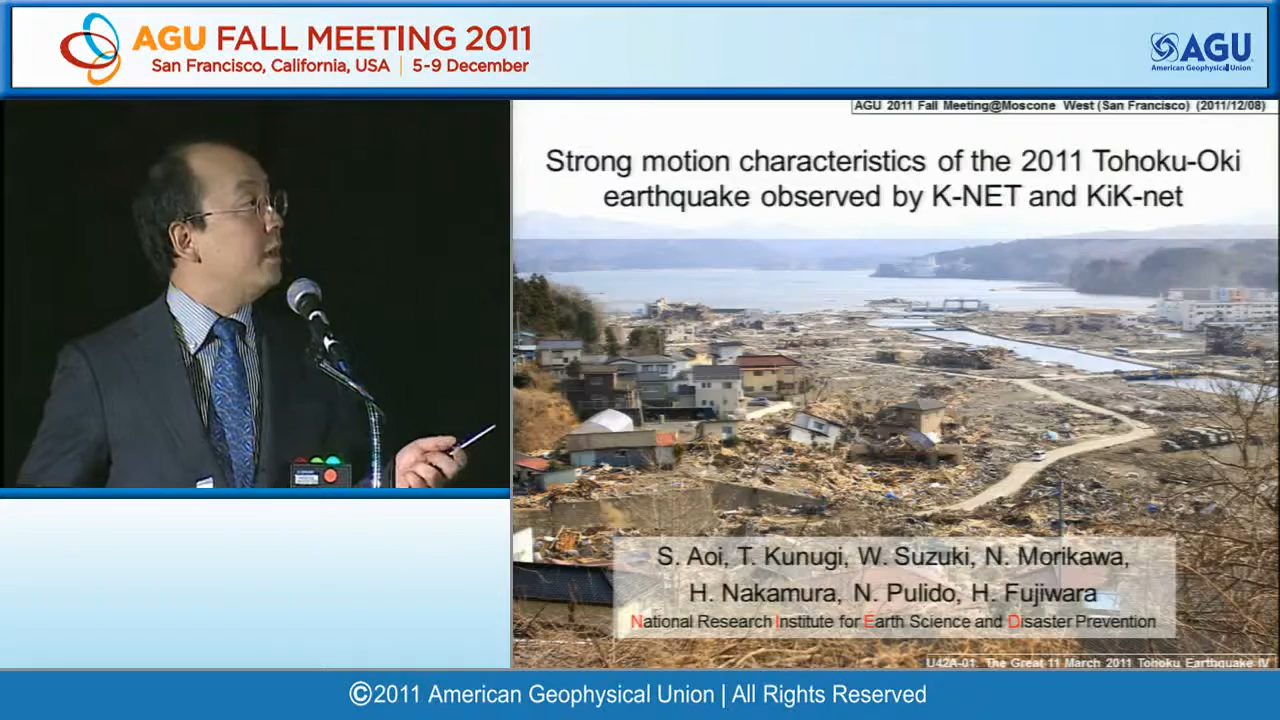 AGU FALL MEETING 2011
San Francisco, California, USA | 5-9 December
AGU
American Geophysical Union
AGU 2011 Fall Meeting@Moscone West (San Francisco) (2011/12/08)
Strong motion characteristics of the 2011 Tohoku-Oki
earthquake observed by K-NET and KiK-net
S. Aoi, T. Kunugi, W. Suzuki, N. Morikawa,
H. Nakamura, N. Pulido, H. Fujiwara
National Research Institute for Earth Science and Disaster Prevention
U42A-01 The Great 11 March 2011 Tohoku Earthquake IV
©2011 American Geophysical Union | All Rights Reserved